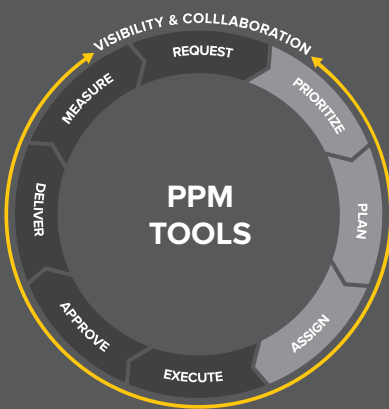 VISIBILITY & COLLLABORATION
REQUEST
PRIORITIZE
PLAN
ASSIGN
EXECUTE
APPROVE
DELIVER
MEASURE
PPM
TOOLS